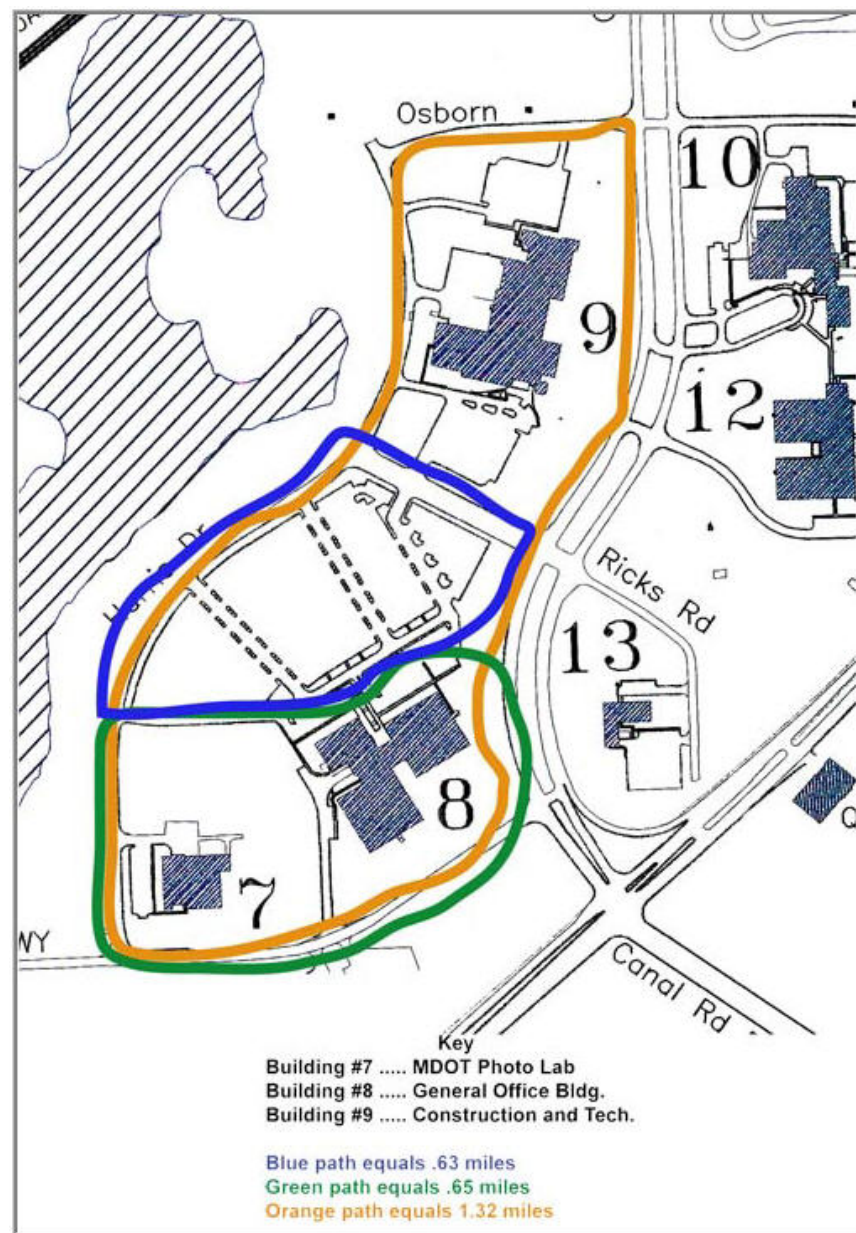 Osborn
10
9
12
Ricks Rd
13
8
7
WY
Canal Rd
Key
Building #7 ..... MDOT Photo Lab
Building #8 ..... General Office Bldg.
Building #9 ..... Construction and Tech.
Blue path equals .63 miles
Green path equals .65 miles
Orange path equals 1.32 miles